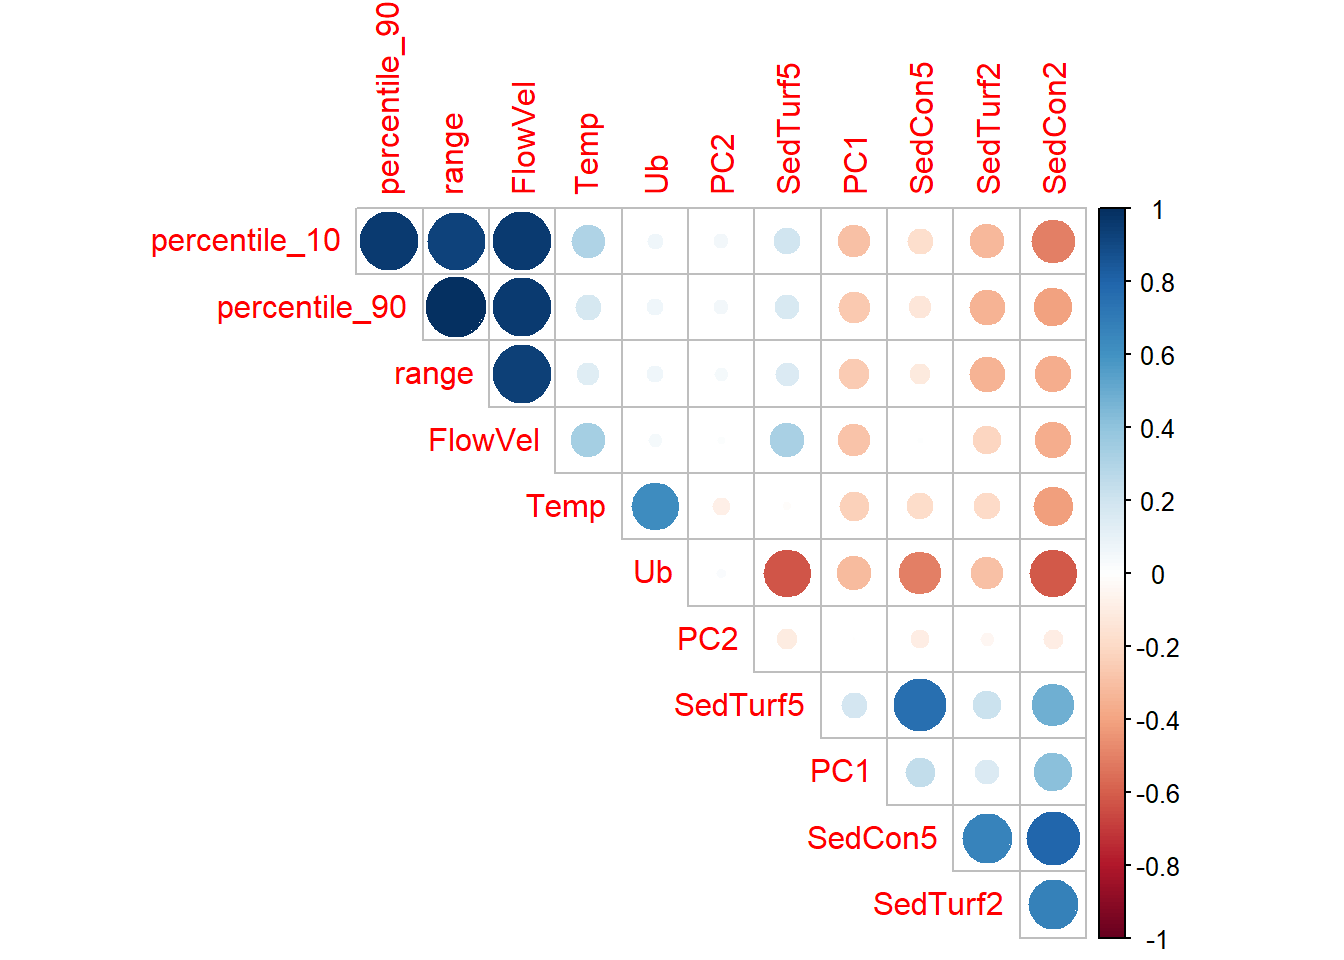 percentile_90
range
FlowVel
Temp
Ub
PC2
SedTurf5
PC1
SedCon5
SedTurf2
SedCon2
percentile_10
percentile_90
range
FlowVel
Temp
Ub
PC2
SedTurf5
PC1
SedCon5
SedTurf2
1
0.8
0.6
0.4
0.2
0
-0.2
-0.4
-0.6
-0.8
-1